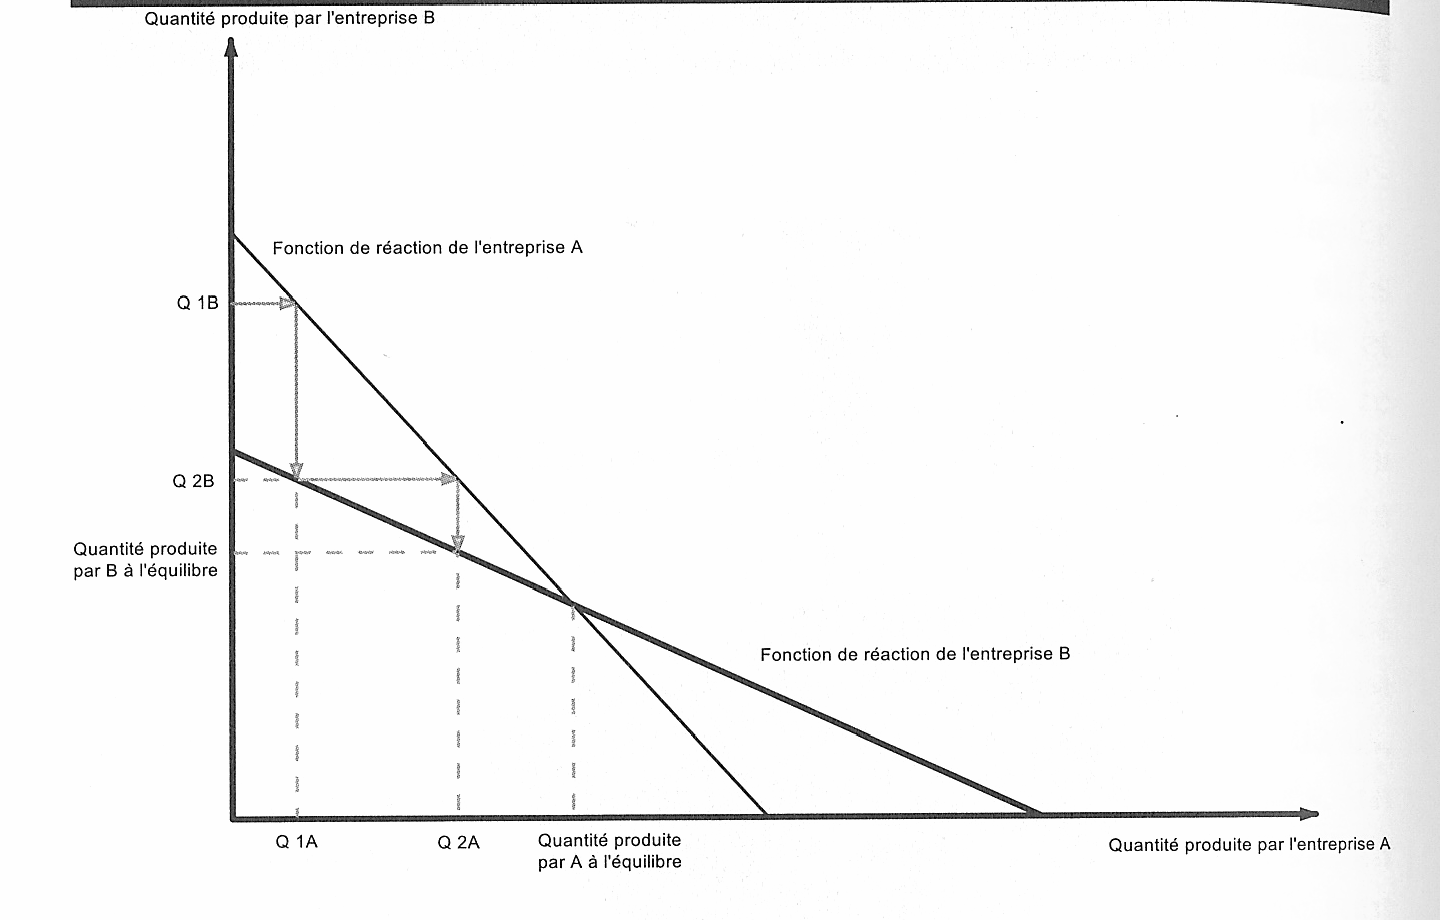 Quantité produite par l'entreprise B
Fonction de réaction de l'entreprise A
Q 1B
Q 2B
Quantité produite
par B à l'équilibre
Fonction de réaction de l'entreprise B
Q 1A
Q 2A
Quantité produite
par A à l'équilibre
Quantité produite par l'entreprise A